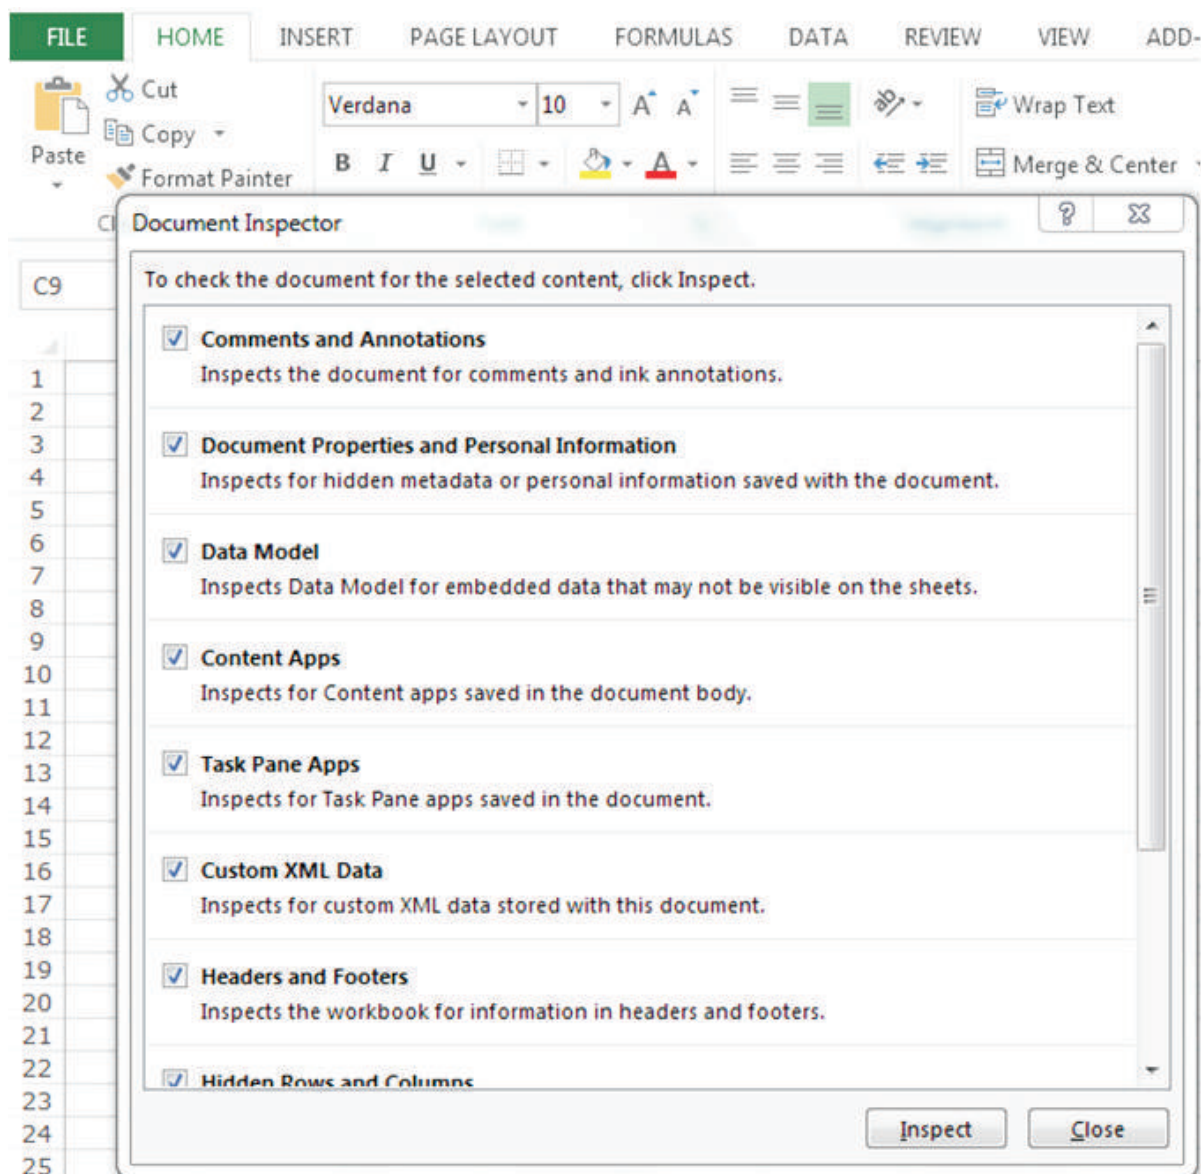 FILE HOME INSERT PAGE LAYOUT FORMULAS DATA REVIEW VIEW ADD-
Cut
Verdana 10 A A Wrap Text
Copy
Paste
B I U A Merge & Center
Format Painter
Cl
Document Inspector
C9
To check the document for the selected content, click Inspect.
Comments and Annotations
Inspects the document for comments and ink annotations.
Document Properties and Personal Information
Inspects for hidden metadata or personal information saved with the document.
Data Model
Inspects Data Model for embedded data that may not be visible on the sheets.
Content Apps
Inspects for Content apps saved in the document body.
Task Pane Apps
Inspects for Task Pane apps saved in the document.
Custom XML Data
Inspects for custom XML data stored with this document.
Headers and Footers
Inspects the workbook for information in headers and footers.
Hidden Rows and Columns
Inspect Close
1
2
3
4
5
6
7
8
9
10
11
12
13
14
15
16
17
18
19
20
21
22
23
24
25